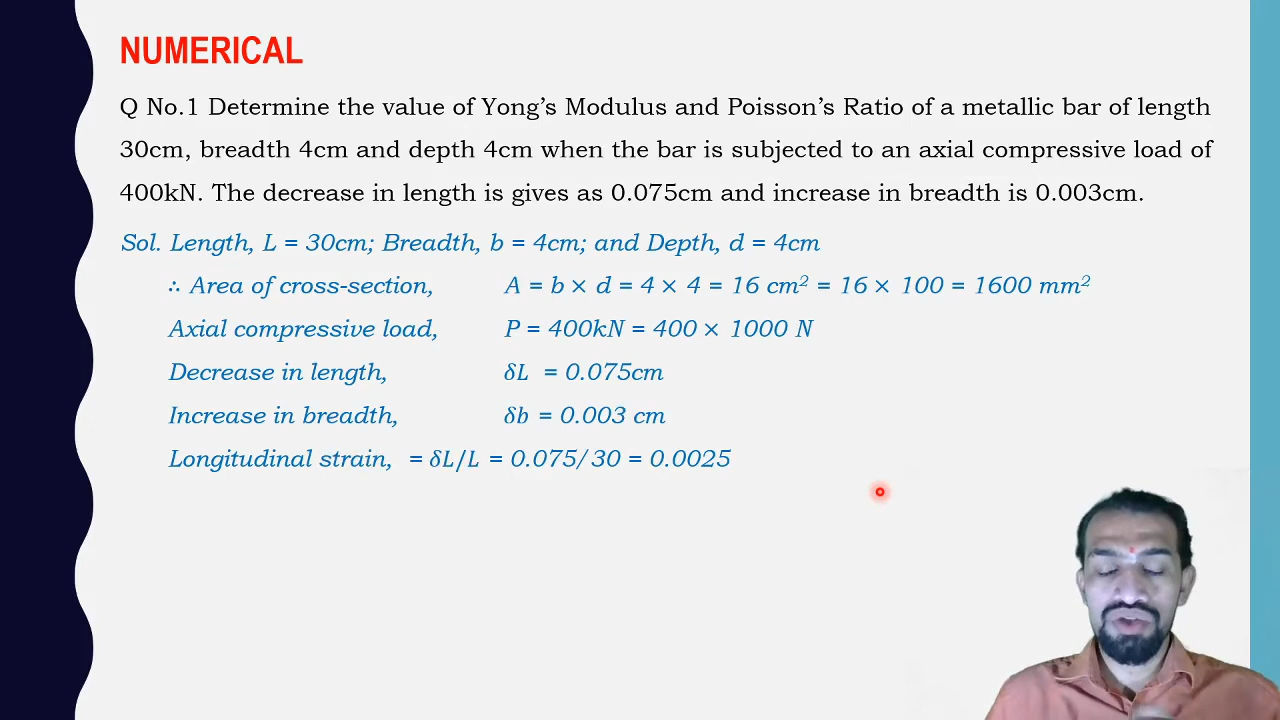 NUMERICAL
Q No.1 Determine the value of Yong's Modulus and Poisson's Ratio of a metallic bar of length
30cm, breadth 4cm and depth 4cm when the bar is subjected to an axial compressive load of
400kN. The decrease in length is gives as 0.075cm and increase in breadth is 0.003cm.
Sol. Length, L = 30cm; Breadth, b = 4cm; and Depth, d = 4cm
∴ Area of cross-section, A = b × d = 4 × 4 = 16 cm² = 16 × 100 = 1600 mm²
Axial compressive load, P = 400kN = 400 × 1000 N
Decrease in length, δL = 0.075cm
Increase in breadth, δb = 0.003 cm
Longitudinal strain, = δL/L = 0.075/30 = 0.0025